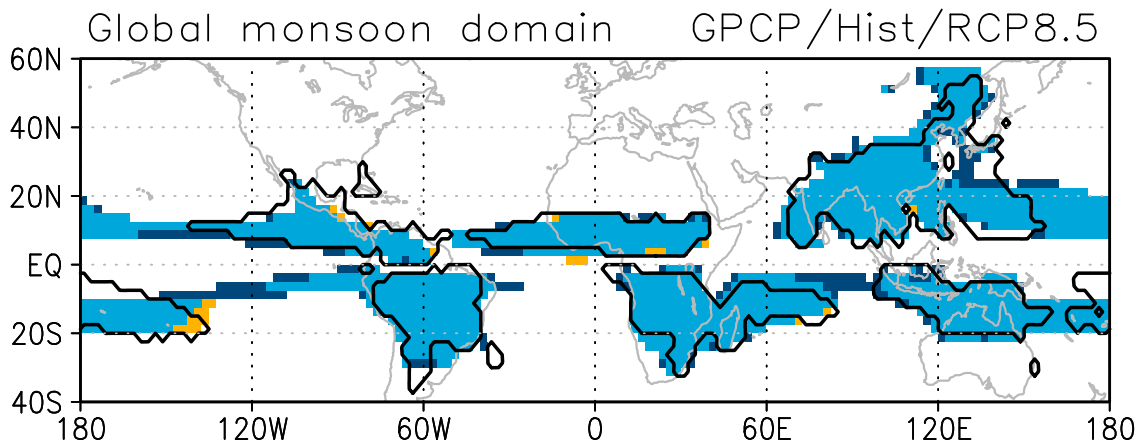 Global monsoon domain GPCP/Hist/RCP8.5
60N
40N
20N
EQ
20S
40S
180 120W 60W 0 60E 120E 180